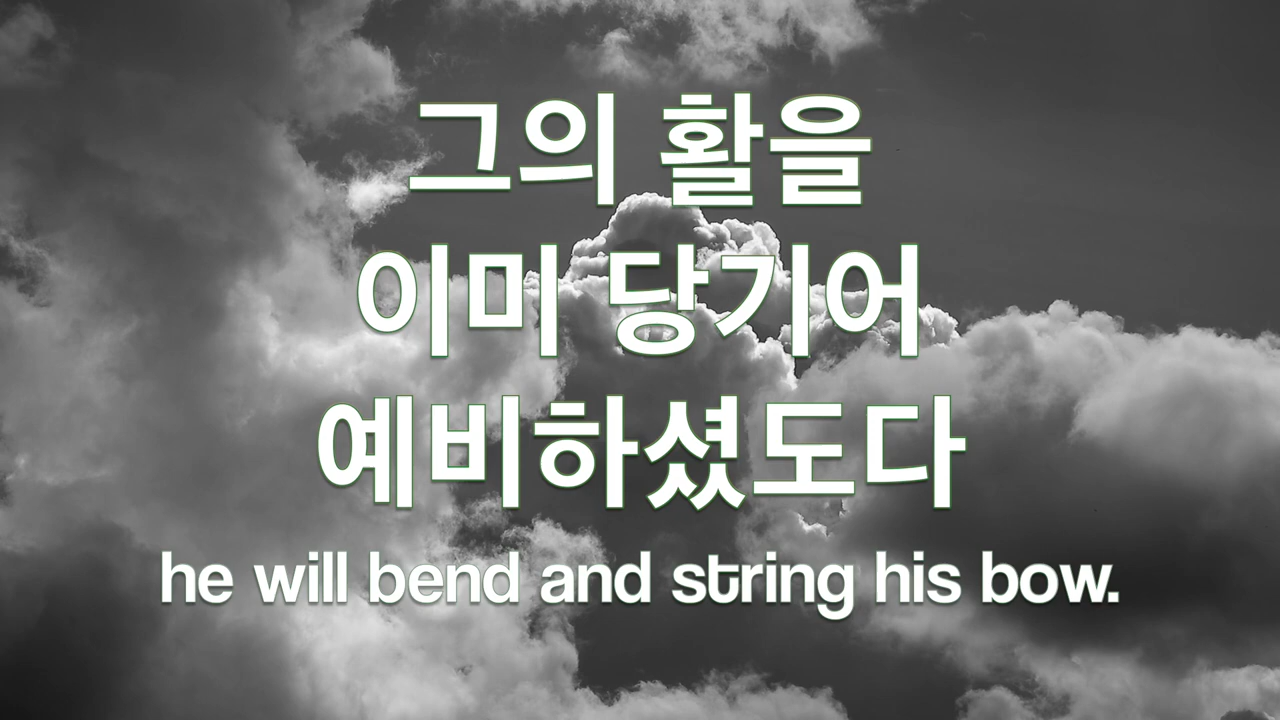 그의 활을
이미 당기어
예비하셨도다
he will bend and string his bow.